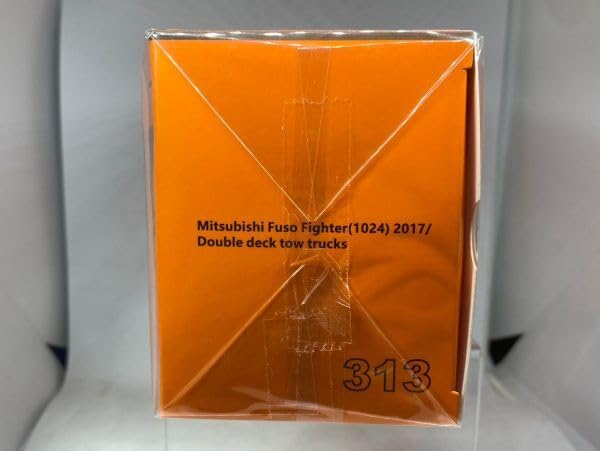 Mitsubishi Fuso Fighter(1024) 2017/
Double deck tow trucks
313